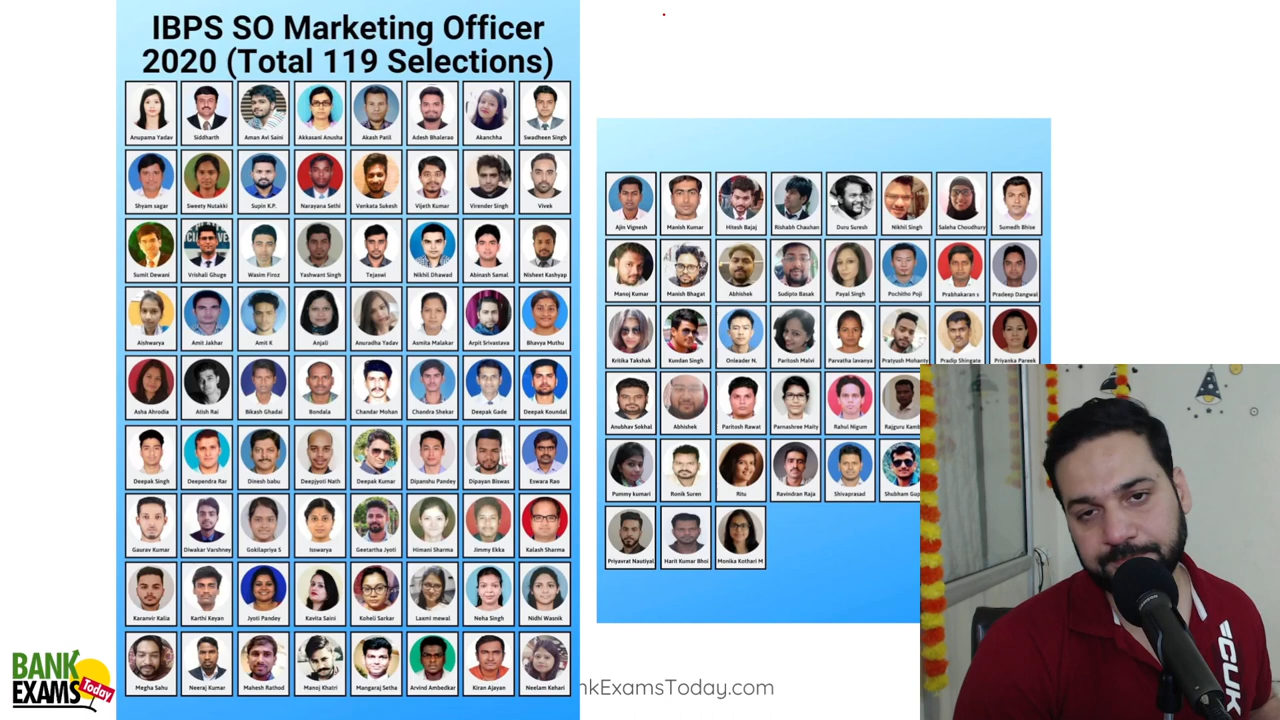 IBPS SO Marketing Officer
2020 (Total 119 Selections)
Anupama Yadav Siddharth Aman Avi Saini Akkasani Anusha Akash Patil Adesh Bhalerao Akanchha Swadheen Singh
Shyam sagar Sweety Nutakki Supin K.P. Narayana Sethi Venkata Sukesh Vijeth Kumar Virender Singh Vivek
Sumit Dewani Vrishali Ghuge Wasim Firoz Yashwant Singh Tejaswi Nikhil Dhawad Abinash Samal Nisheet Kashyap
Aishwarya Amit Jakhar Amit K Anjali Anuradha Yadav Asmita Malakar Arpit Srivastava Bhavya Muthu
Asha Ahrodia Atish Rai Bikash Ghadai Bondala Chandar Mohan Chandra Shekar Deepak Gade Deepak Koundal
Deepak Singh Deependra Rar Dinesh babu Deepjyoti Nath Deepak Kumar Dipanshu Pandey Dipayan Biswas Eswara Rao
Gaurav Kumar Diwakar Varshney Gokilapriya S Isswarya Geetartha Jyoti Himani Sharma Jimmy Ekka Kalash Sharma
Karanvir Kalia Karthi Keyan Jyoti Pandey Kavita Saini Koheli Sarkar Laxmi mewal Neha Singh Nidhi Wasnik
Megha Sahu Neeraj Kumar Mahesh Rathod Manoj Khatri Mangaraj Setha Arvind Ambedkar Kiran Ajayan Neelam Kehari
Ajin Vignesh Manish Kumar Hitesh Bajaj Rishabh Chauhan Duru Suresh Nikhil Singh Saleha Choudhury Sumedh Bhise
Manoj Kumar Manish Bhagat Abhishek Sudipto Basak Payal Singh Pochitho Poji Prabhakaran s Pradeep Dangwal
Kritika Takshak Kundan Singh Onleader N. Paritosh Malvi Parvatha lavanya Pratyush Mohanty Pradip Shingate Priyanka Pareek
Anubhav Sokhal Abhishek Paritosh Rawat Parnashree Maity Rahul Nigum Rajguru Kamb
Pummy kumari Ronik Suren Ritu Ravindran Raja Shivaprasad Shubham Gup
Priyavrat Nautiyal Harit Kumar Bhoi Monika Kothari M
BANK
EXAMS
Today
nkExamsToday.com